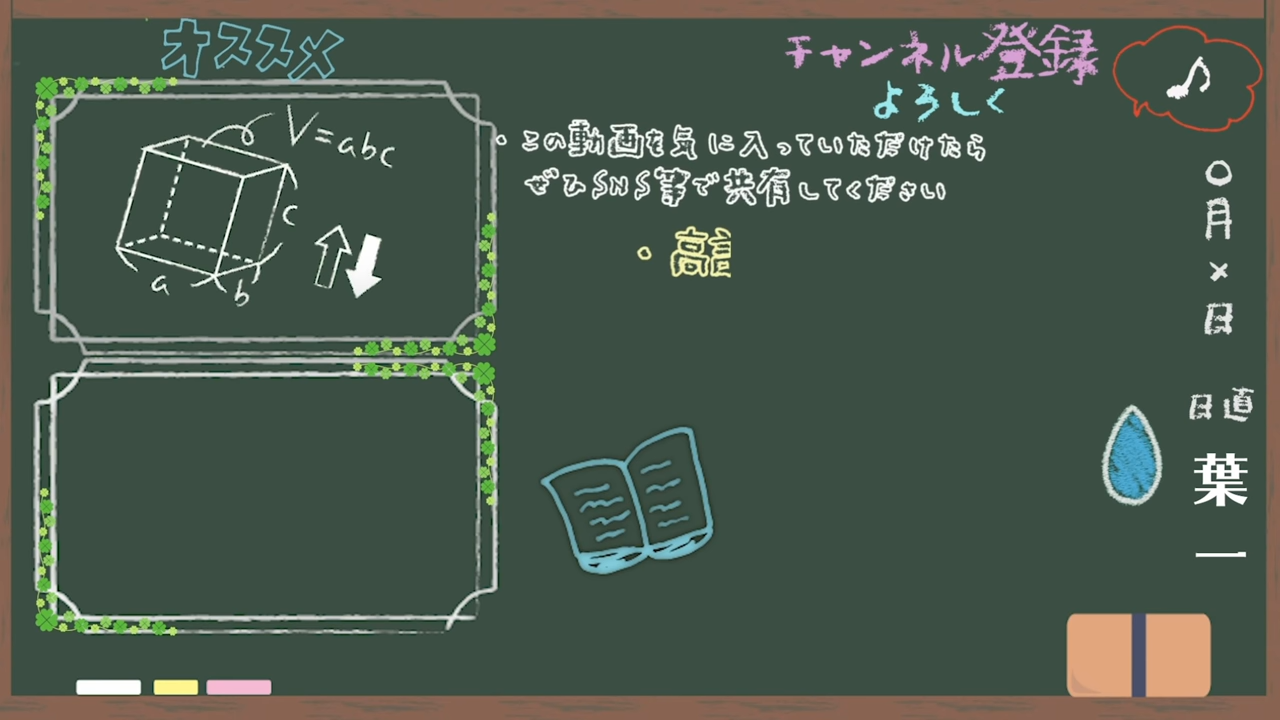 オススメ
チャンネル登録
よろしく
・この動画を気に入っていただけたら
ぜひSNS等で共有してください
・高
V=abc
c
a
b
〇月×日
日直
葉一